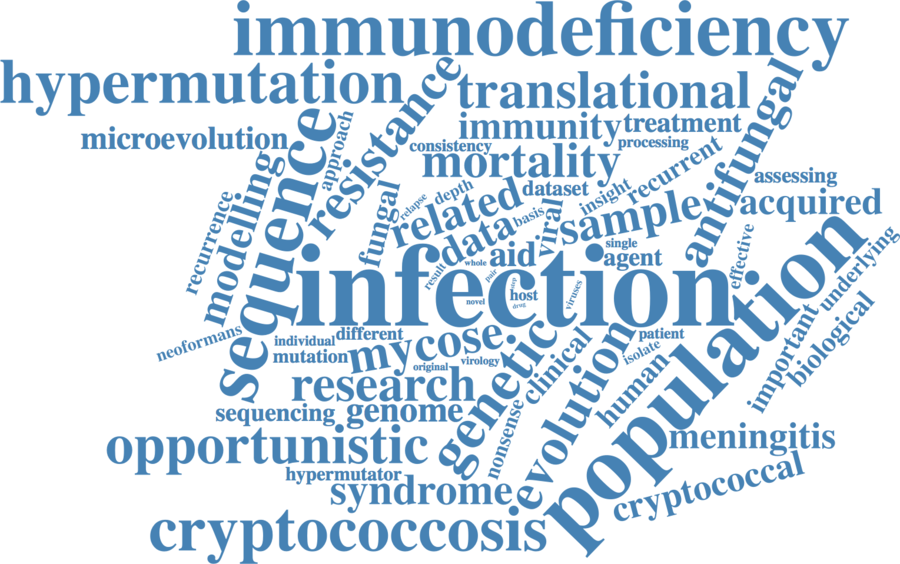 immunodeficiency
hypermutation
translational
resistance
antifungal
microevolution
approach
immunity
treatment
consistency
processing
mortality
sequence
modelling
recurrence
fungal
relapse
depth
dataset
insight
recurrent
assessing
related
basis
viral
sample
acquired
data
result
whole
aid
pair
step
single
agent
effective
underlying
infection
novel
host
drug
viruses
population
neoformans
individual
different
patient
mutation
mycose
original
virology
isolate
important
biological
research
genetic
clinical
evolution
human
sequencing
genome
nonsense
opportunistic
meningitis
hypermutator
syndrome
cryptococcal
cryptococcosis